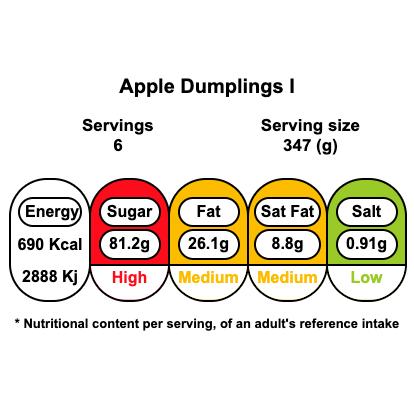 Apple Dumplings I
Servings Serving size
6 347 (g)
Energy Sugar Fat Sat Fat Salt
690 Kcal 81.2g 26.1g 8.8g 0.91g
2888 Kj High Medium Medium Low
* Nutritional content per serving, of an adult's reference intake